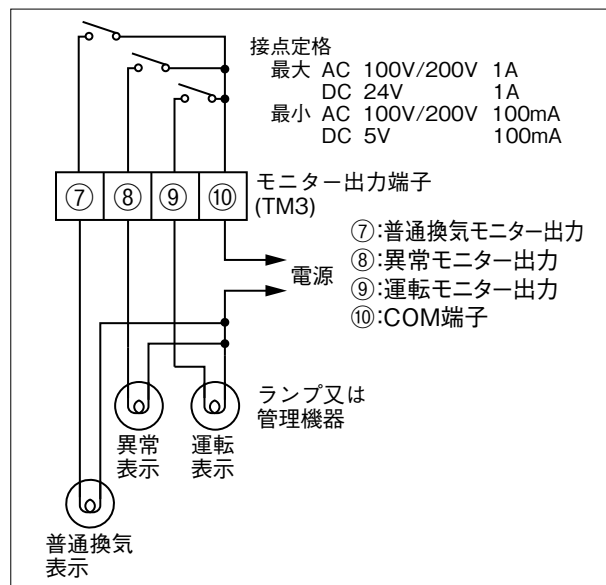 接点定格
最大 AC 100V/200V 1A
DC 24V 1A
最小 AC 100V/200V 100mA
DC 5V 100mA
⑦ ⑧ ⑨ ⑩
モニター出力端子
(TM3)
⑦:普通換気モニター出力
⑧:異常モニター出力
⑨:運転モニター出力
⑩:COM端子
電源
ランプ又は
管理機器
異常
表示
運転
表示
普通換気
表示